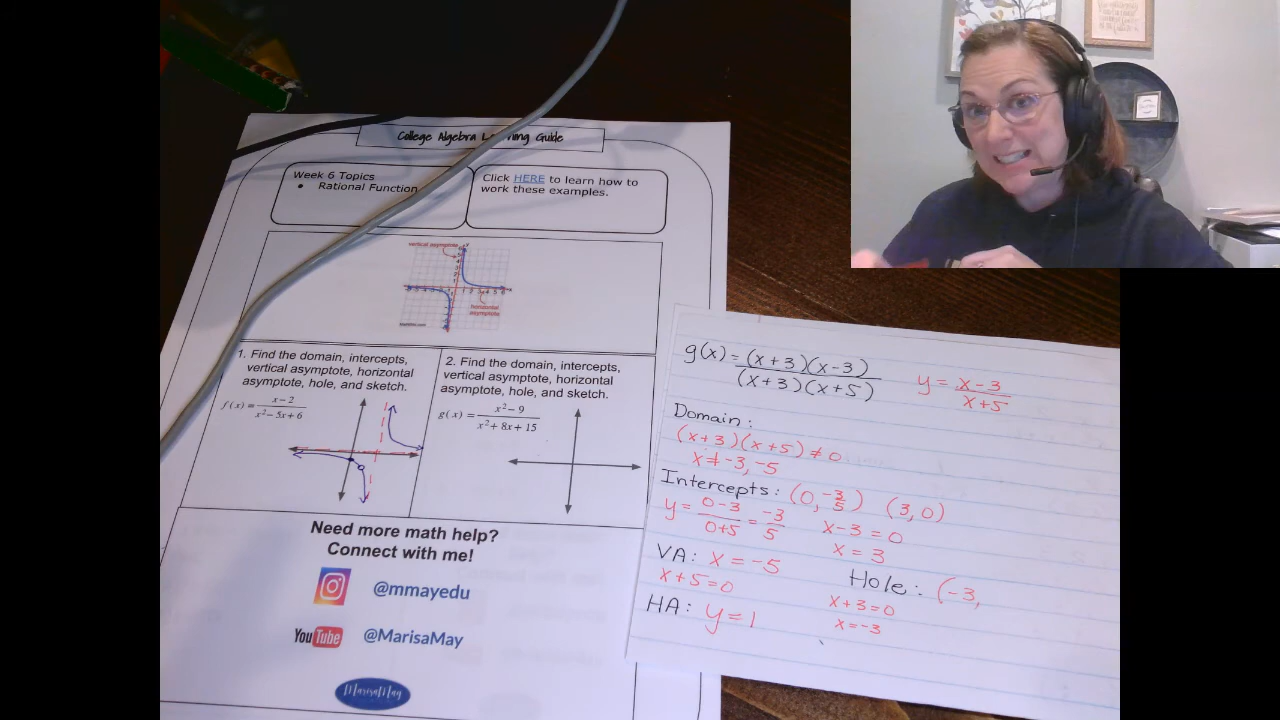 College Algebra Learning Guide
Week 6 Topics
• Rational Function
Click HERE to learn how to
work these examples.
vertical asymptote
horizontal
asymptote
1. Find the domain, intercepts,
vertical asymptote, horizontal
asymptote, hole, and sketch.
f(x) = x-2 / x²-5x+6
2. Find the domain, intercepts,
vertical asymptote, horizontal
asymptote, hole, and sketch.
g(x) = x²-9 / x²+8x+15
Need more math help?
Connect with me!
@mmayedu
YouTube @MarisaMay
MarisaMay
g(x) = (x+3)(x-3) / (x+3)(x+5)
y = x-3 / x+5
Domain:
(x+3)(x+5) ≠ 0
x ≠ -3, -5
Intercepts: (0, -3/5) (3, 0)
y = 0-3 / 0+5 = -3/5
x-3=0
x = 3
VA: x = -5
x+5=0
HA: y = 1
Hole: (-3,
x+3=0
x=-3